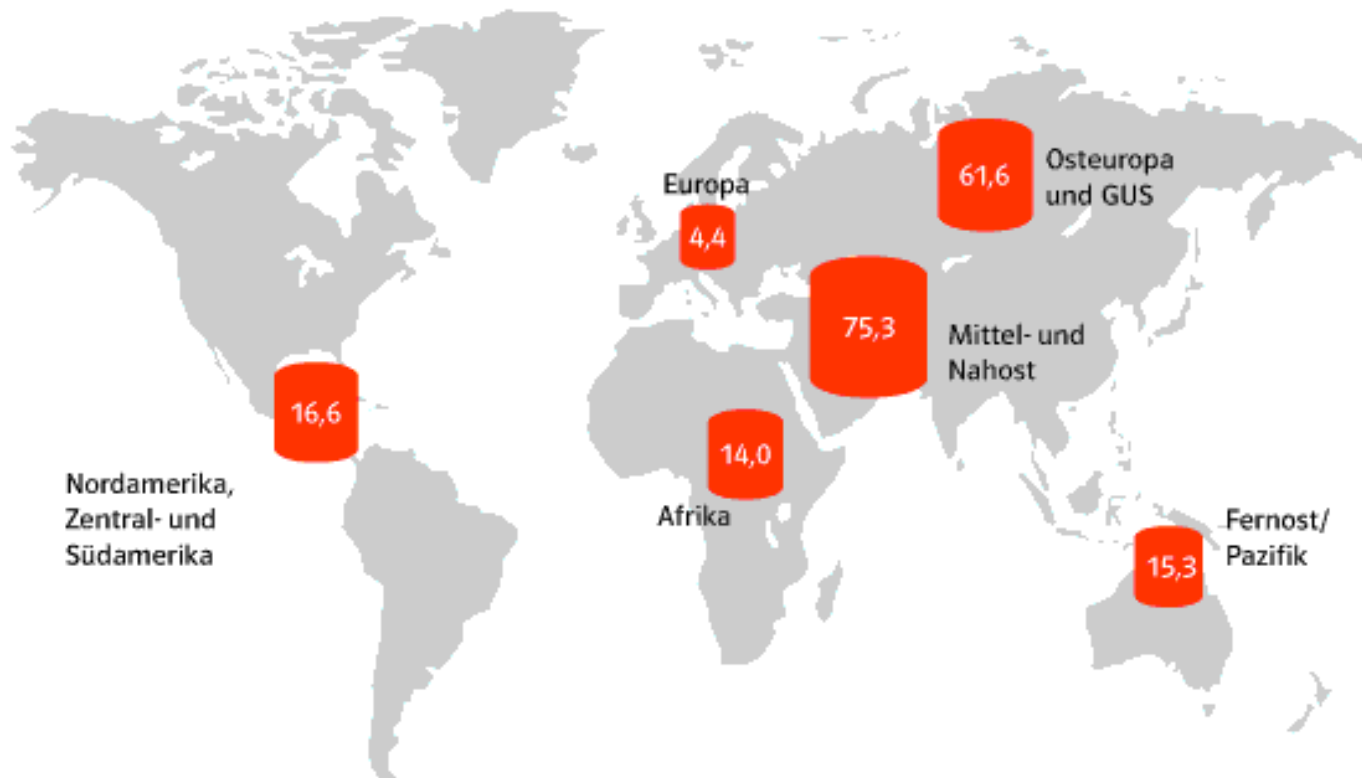 Europa
4,4
61,6
Osteuropa
und GUS
75,3
Mittel- und
Nahost
16,6
Nordamerika,
Zentral- und
Südamerika
14,0
Afrika
Fernost/
Pazifik
15,3